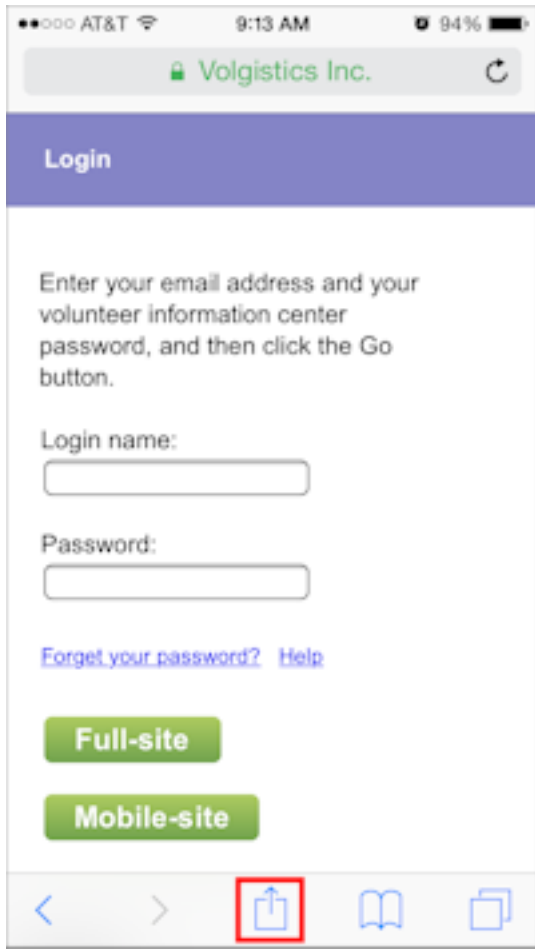 AT&T 9:13 AM 94%
Volgistics Inc.
Login
Enter your email address and your
volunteer information center
password, and then click the Go
button.
Login name:
Password:
Forget your password? Help
Full-site
Mobile-site